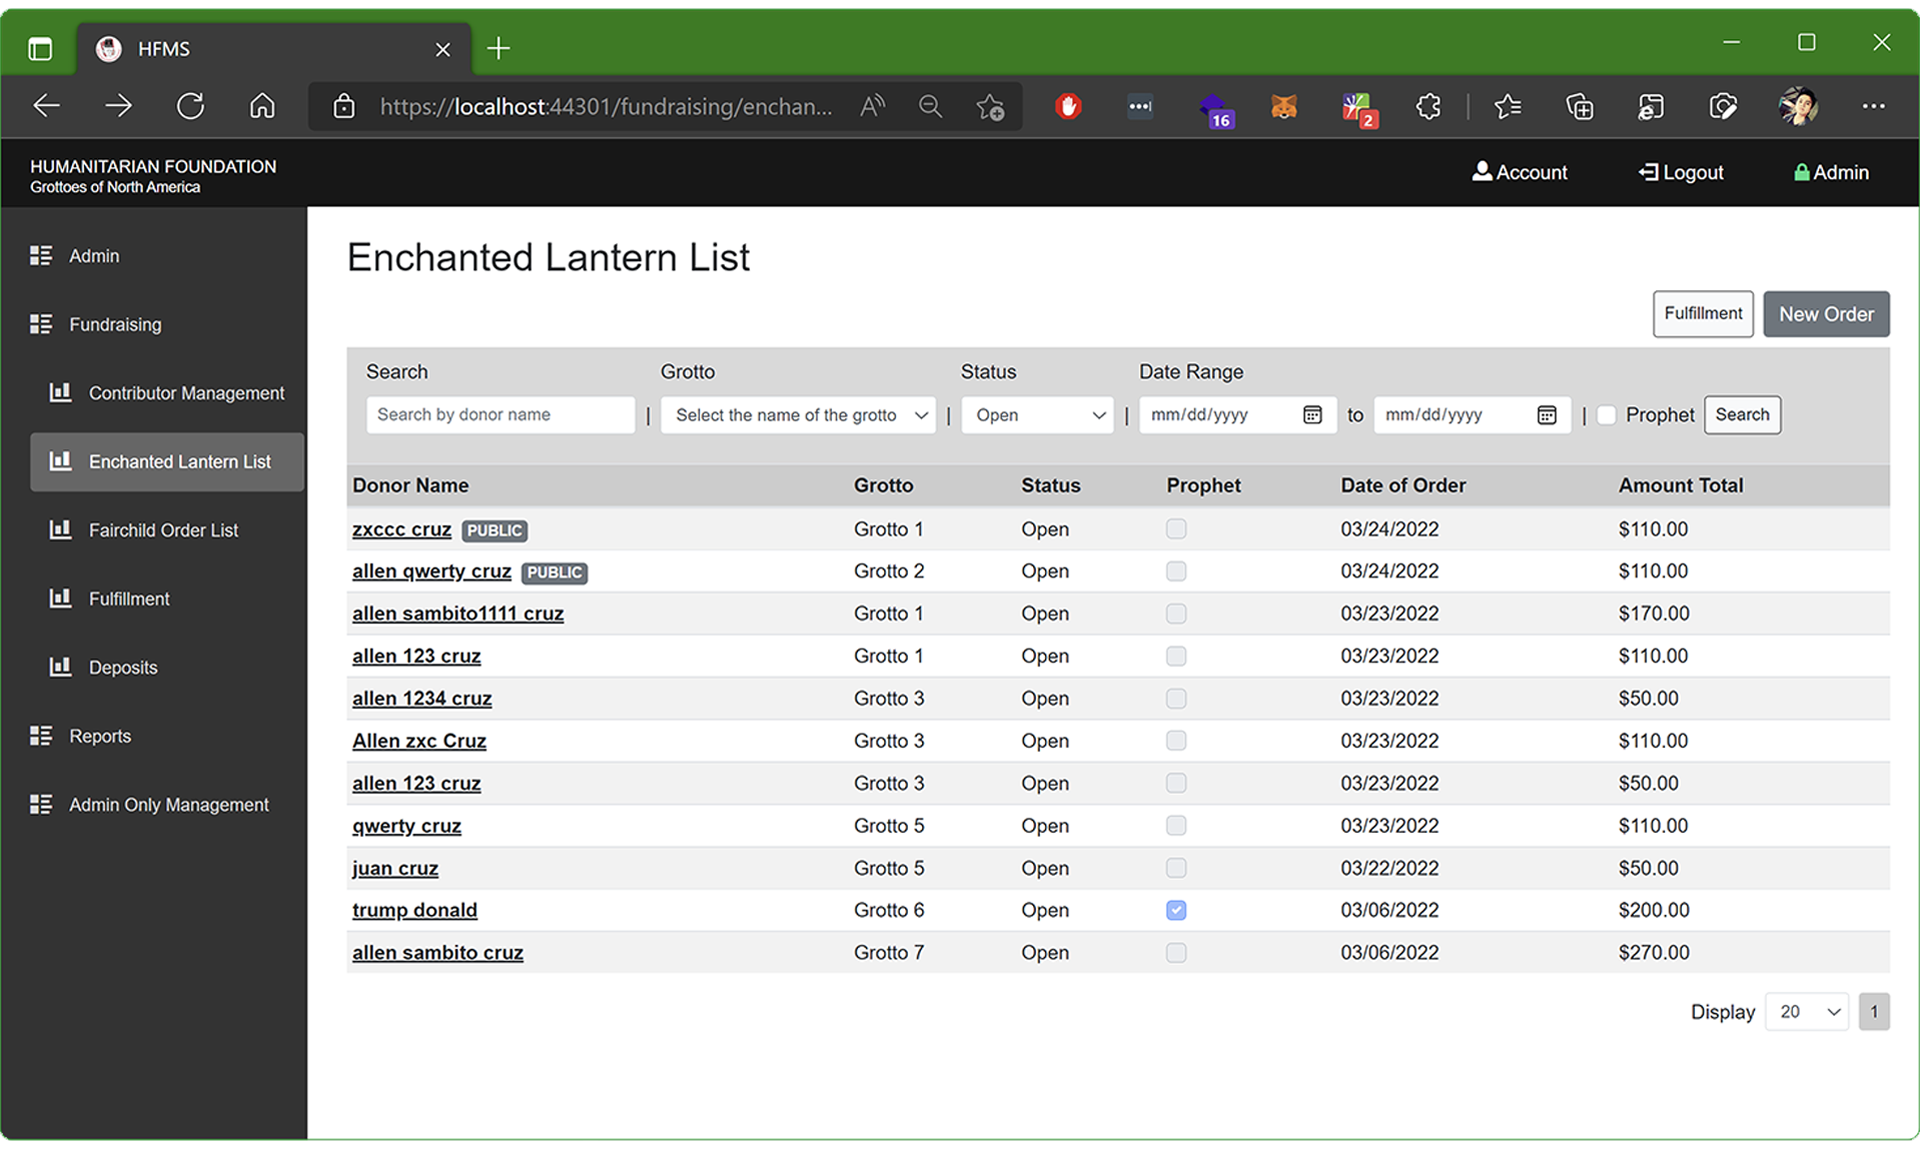 HFMS
https://localhost:44301/fundraising/enchan...
16
2
HUMANITARIAN FOUNDATION
Grottoes of North America
Account
Logout
Admin
Admin
Fundraising
Contributor Management
Enchanted Lantern List
Fairchild Order List
Fulfillment
Deposits
Reports
Admin Only Management
Enchanted Lantern List
Fulfillment New Order
Search Grotto Status Date Range
Search by donor name | Select the name of the grotto | Open | mm/dd/yyyy to mm/dd/yyyy | Prophet Search
Donor Name Grotto Status Prophet Date of Order Amount Total
zxccc cruz PUBLIC Grotto 1 Open 03/24/2022 $110.00
allen qwerty cruz PUBLIC Grotto 2 Open 03/24/2022 $110.00
allen sambito1111 cruz Grotto 1 Open 03/23/2022 $170.00
allen 123 cruz Grotto 1 Open 03/23/2022 $110.00
allen 1234 cruz Grotto 3 Open 03/23/2022 $50.00
Allen zxc Cruz Grotto 3 Open 03/23/2022 $110.00
allen 123 cruz Grotto 3 Open 03/23/2022 $50.00
qwerty cruz Grotto 5 Open 03/23/2022 $110.00
juan cruz Grotto 5 Open 03/22/2022 $50.00
trump donald Grotto 6 Open 03/06/2022 $200.00
allen sambito cruz Grotto 7 Open 03/06/2022 $270.00
Display 20 1